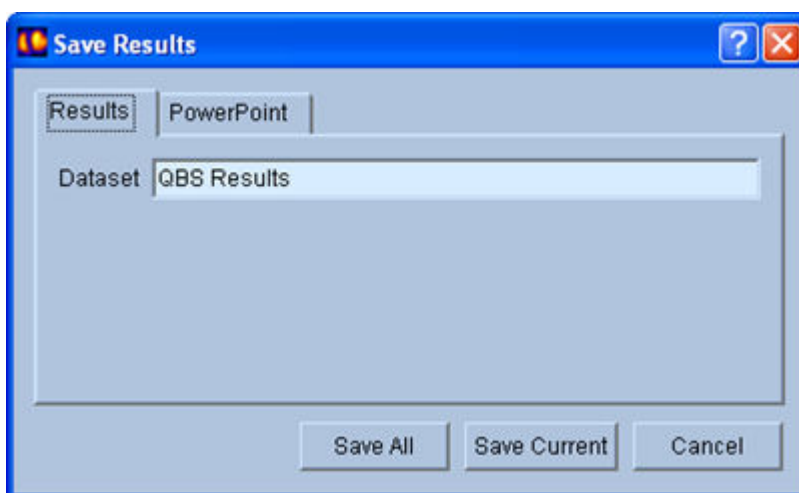 Save Results
Results PowerPoint
Dataset QBS Results
Save All Save Current Cancel